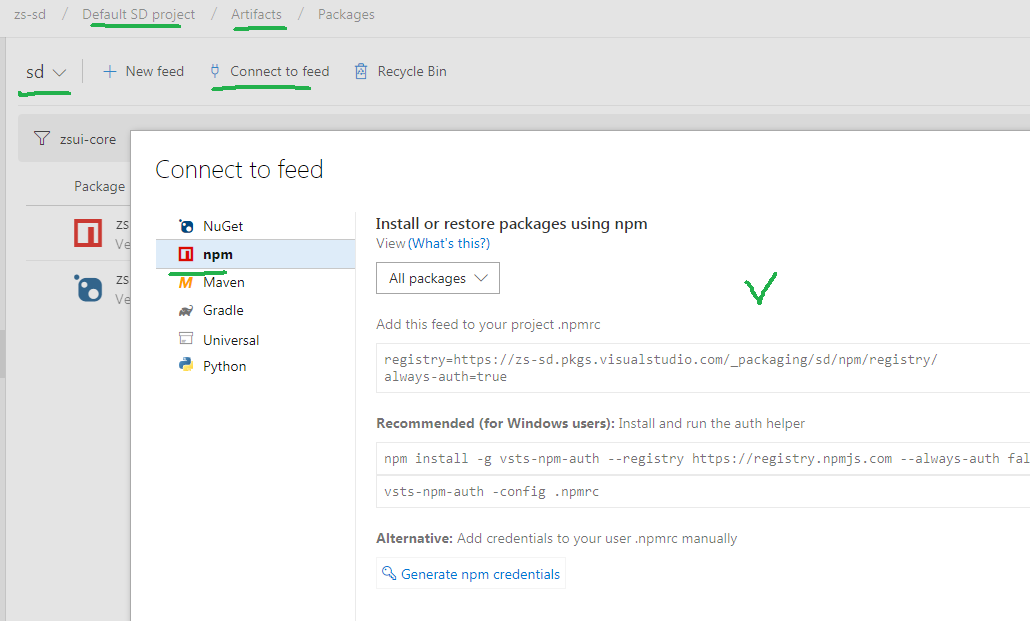 zs-sd / Default SD project / Artifacts / Packages
sd + New feed Connect to feed Recycle Bin
zsui-core
Package
Connect to feed
NuGet
npm
Maven
Gradle
Universal
Python
Install or restore packages using npm
View (What's this?)
All packages
Add this feed to your project .npmrc
registry=https://zs-sd.pkgs.visualstudio.com/_packaging/sd/npm/registry/
always-auth=true
Recommended (for Windows users): Install and run the auth helper
npm install -g vsts-npm-auth --registry https://registry.npmjs.com --always-auth fal
vsts-npm-auth -config .npmrc
Alternative: Add credentials to your user .npmrc manually
Generate npm credentials
zs
Ve
zs
Ve